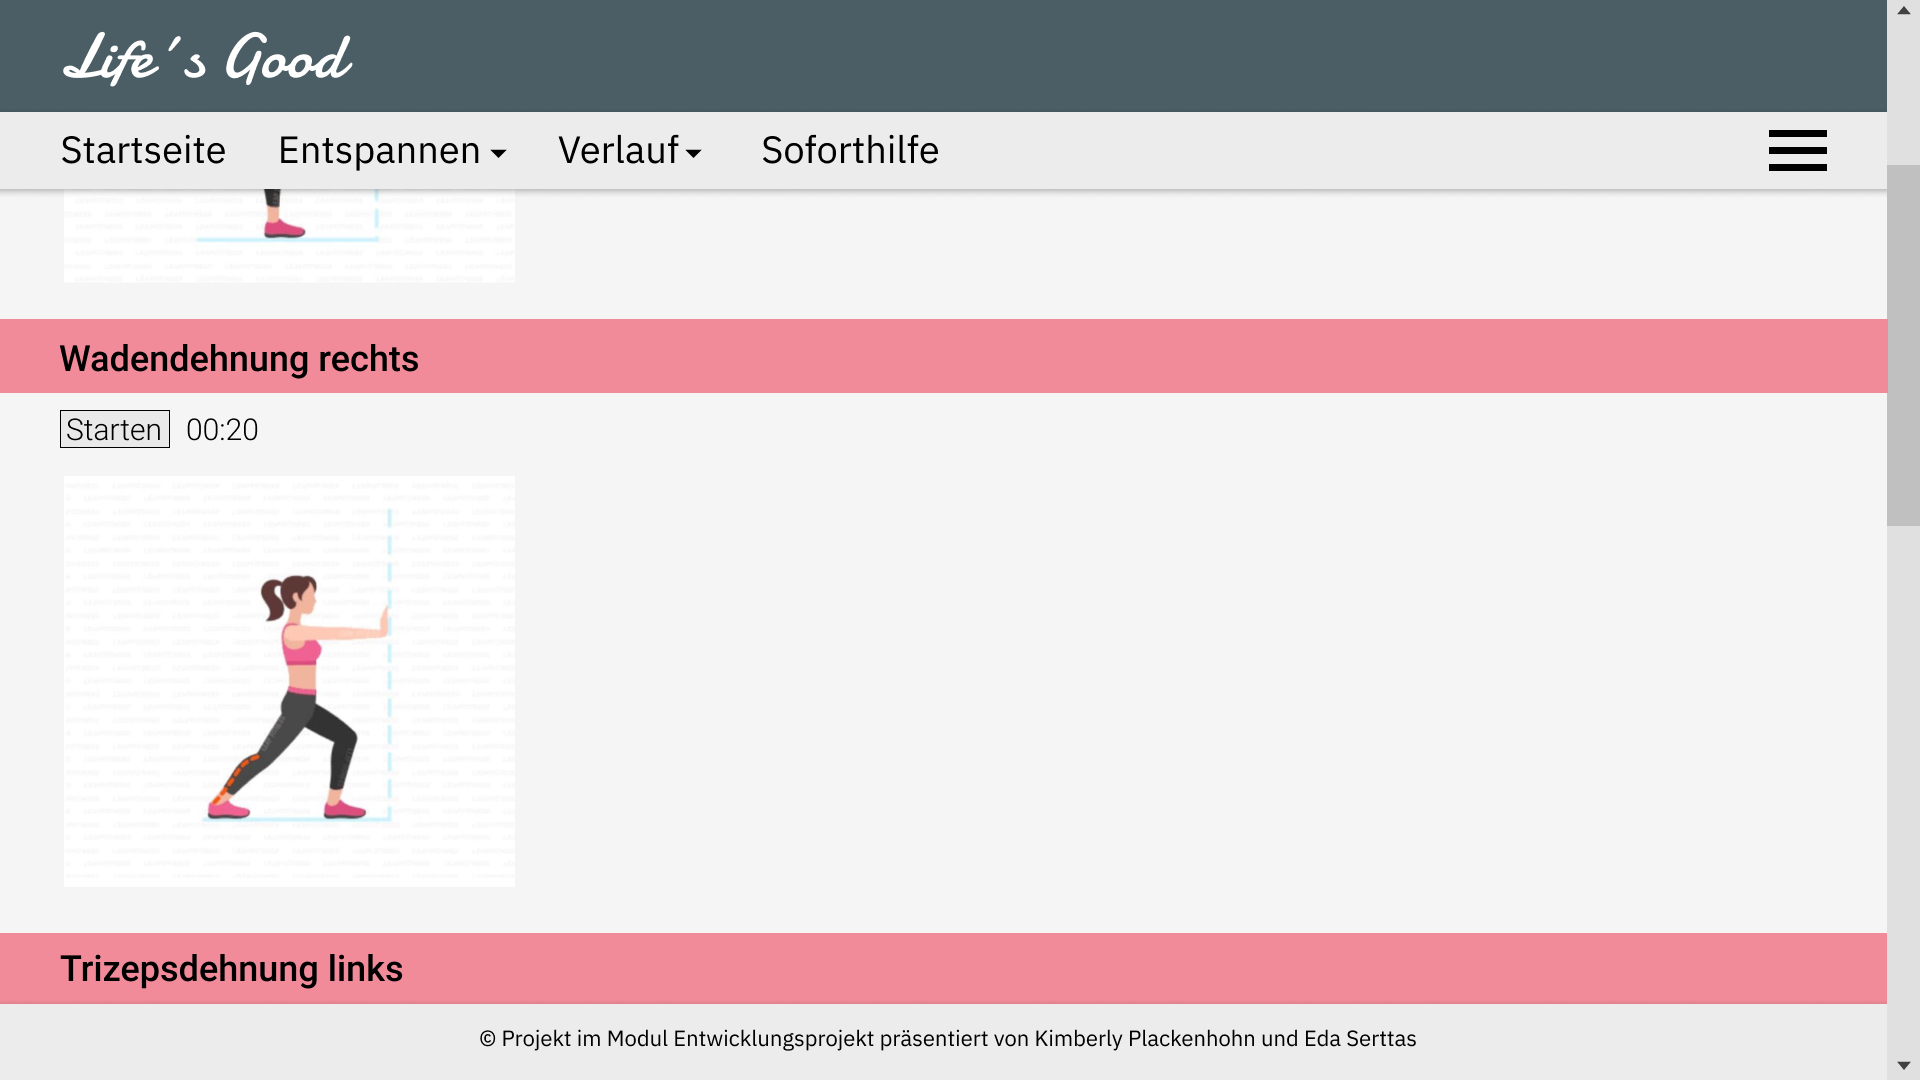 Life´s Good
Startseite Entspannen Verlauf Soforthilfe
Wadendehnung rechts
Starten 00:20
Trizepsdehnung links
© Projekt im Modul Entwicklungsprojekt präsentiert von Kimberly Plackenhohn und Eda Serttas